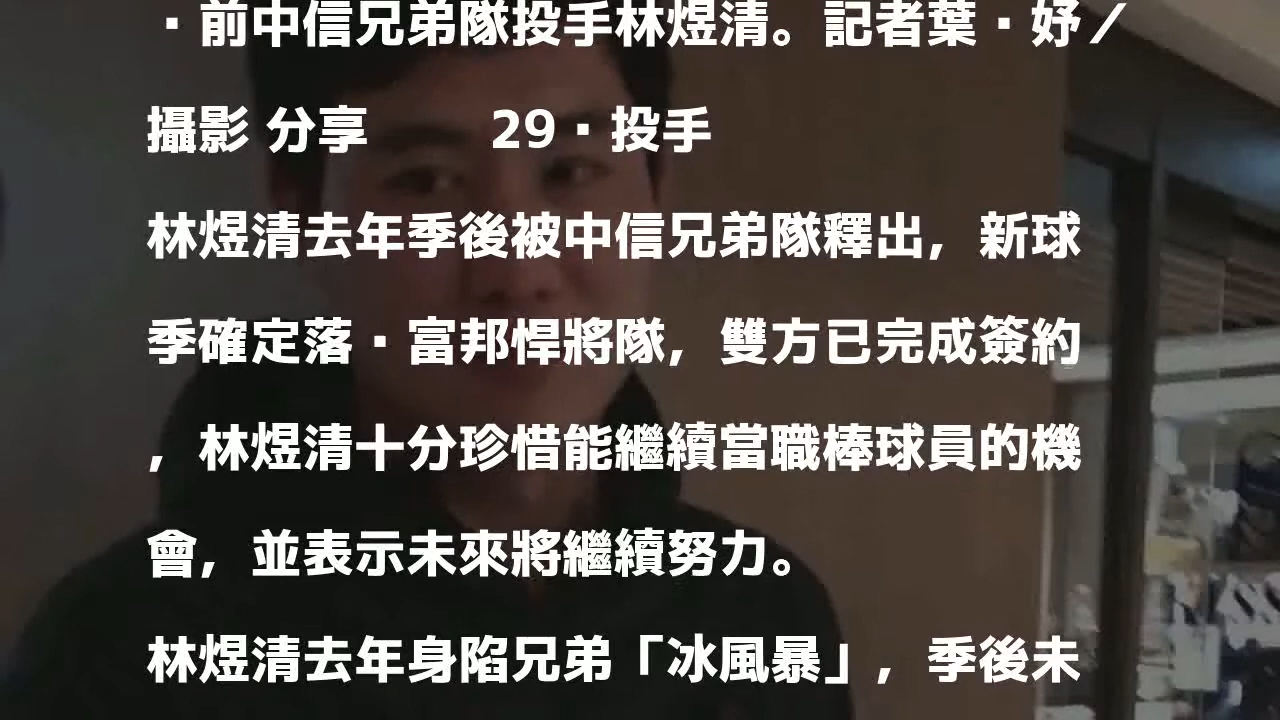 ·前中信兄弟隊投手林煜清。記者葉·妤／
攝影 分享 29·投手
林煜清去年季後被中信兄弟隊釋出，新球
季確定落·富邦悍將隊，雙方已完成簽約
，林煜清十分珍惜能繼續當職棒球員的機
會，並表示未來將繼續努力。
林煜清去年身陷兄弟「冰風暴」，季後未